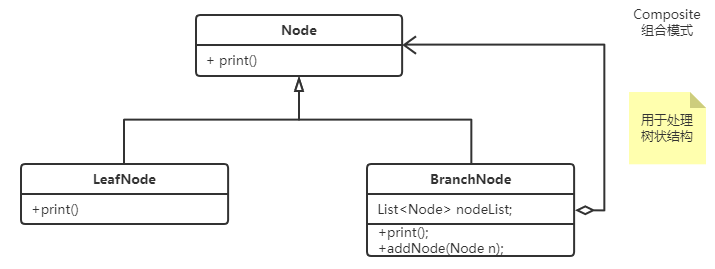 Node
+ print()
Composite
组合模式
用于处理
树状结构
LeafNode
+print()
BranchNode
List<Node> nodeList;
+print();
+addNode(Node n);